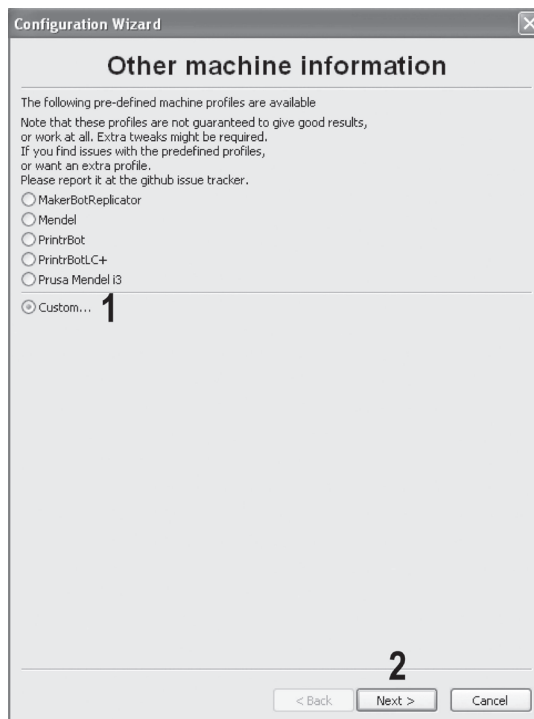 Configuration Wizard
Other machine information
The following pre-defined machine profiles are available
Note that these profiles are not guaranteed to give good results,
or work at all. Extra tweaks might be required.
If you find issues with the predefined profiles,
or want an extra profile.
Please report it at the github issue tracker.
MakerBotReplicator
Mendel
PrintrBot
PrintrBotLC+
Prusa Mendel i3
Custom... 1
2
< Back Next > Cancel